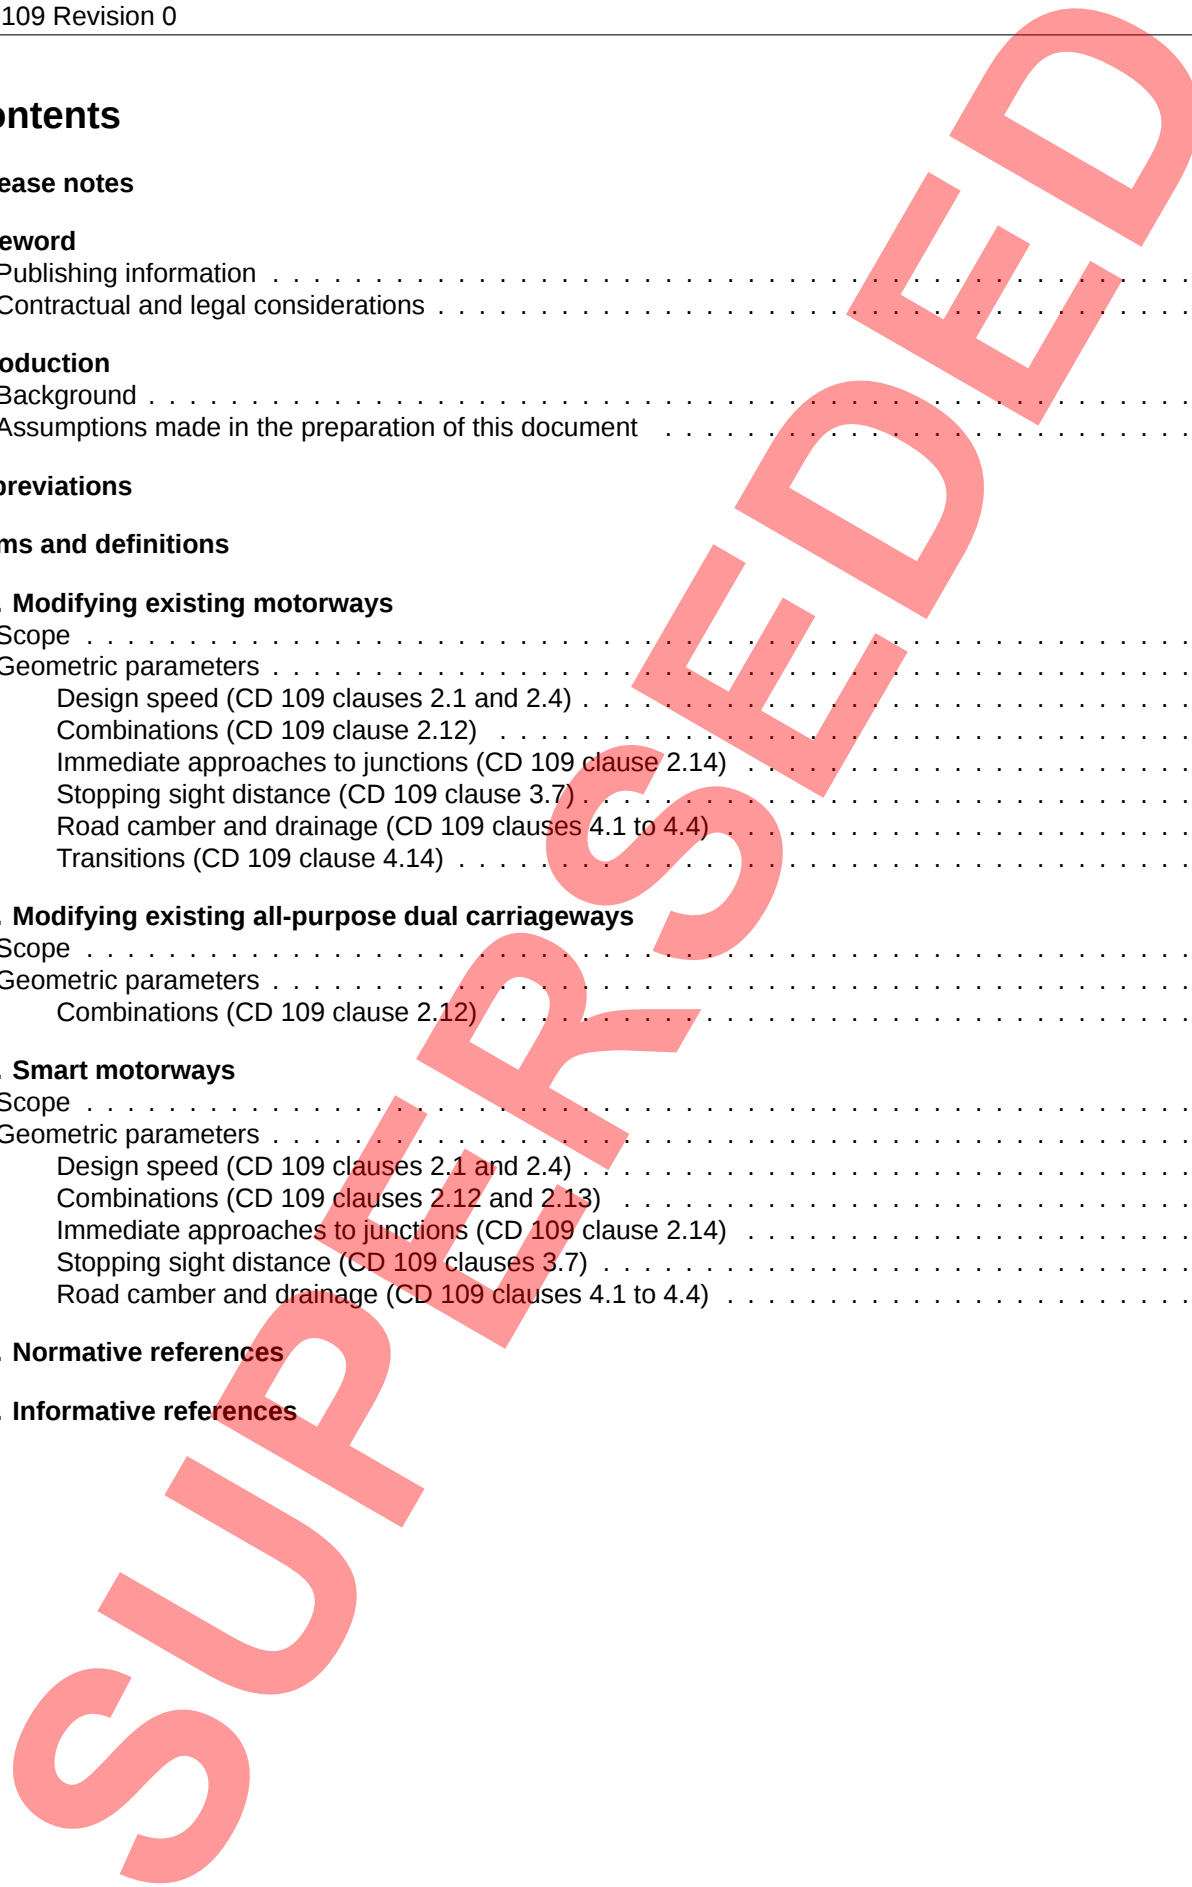 109 Revision 0
ontents
ease notes
eword
Publishing information . . . . . . . . . . . . . . . . . . . . . . . . . . . . . . . . . . . . . . . . . . . . .
Contractual and legal considerations . . . . . . . . . . . . . . . . . . . . . . . . . . . . . . . . . . . . .
oduction
Background . . . . . . . . . . . . . . . . . . . . . . . . . . . . . . . . . . . . . . . . . . . . . . . . . . .
Assumptions made in the preparation of this document . . . . . . . . . . . . . . . . . . . . . . . . . .
breviations
ms and definitions
. Modifying existing motorways
Scope . . . . . . . . . . . . . . . . . . . . . . . . . . . . . . . . . . . . . . . . . . . . . . . . . . . . . .
Geometric parameters . . . . . . . . . . . . . . . . . . . . . . . . . . . . . . . . . . . . . . . . . . . . .
Design speed (CD 109 clauses 2.1 and 2.4) . . . . . . . . . . . . . . . . . . . . . . . . . . . . . .
Combinations (CD 109 clause 2.12) . . . . . . . . . . . . . . . . . . . . . . . . . . . . . . . . . .
Immediate approaches to junctions (CD 109 clause 2.14) . . . . . . . . . . . . . . . . . . . . . .
Stopping sight distance (CD 109 clause 3.7) . . . . . . . . . . . . . . . . . . . . . . . . . . . . . .
Road camber and drainage (CD 109 clauses 4.1 to 4.4) . . . . . . . . . . . . . . . . . . . . . . .
Transitions (CD 109 clause 4.14) . . . . . . . . . . . . . . . . . . . . . . . . . . . . . . . . . . . .
. Modifying existing all-purpose dual carriageways
Scope . . . . . . . . . . . . . . . . . . . . . . . . . . . . . . . . . . . . . . . . . . . . . . . . . . . . . .
Geometric parameters . . . . . . . . . . . . . . . . . . . . . . . . . . . . . . . . . . . . . . . . . . . . .
Combinations (CD 109 clause 2.12) . . . . . . . . . . . . . . . . . . . . . . . . . . . . . . . . . .
. Smart motorways
Scope . . . . . . . . . . . . . . . . . . . . . . . . . . . . . . . . . . . . . . . . . . . . . . . . . . . . . .
Geometric parameters . . . . . . . . . . . . . . . . . . . . . . . . . . . . . . . . . . . . . . . . . . . . .
Design speed (CD 109 clauses 2.1 and 2.4) . . . . . . . . . . . . . . . . . . . . . . . . . . . . . .
Combinations (CD 109 clauses 2.12 and 2.13) . . . . . . . . . . . . . . . . . . . . . . . . . . . .
Immediate approaches to junctions (CD 109 clause 2.14) . . . . . . . . . . . . . . . . . . . . . .
Stopping sight distance (CD 109 clauses 3.7) . . . . . . . . . . . . . . . . . . . . . . . . . . . . .
Road camber and drainage (CD 109 clauses 4.1 to 4.4) . . . . . . . . . . . . . . . . . . . . . . .
. Normative references
. Informative references
SUPERSEDED